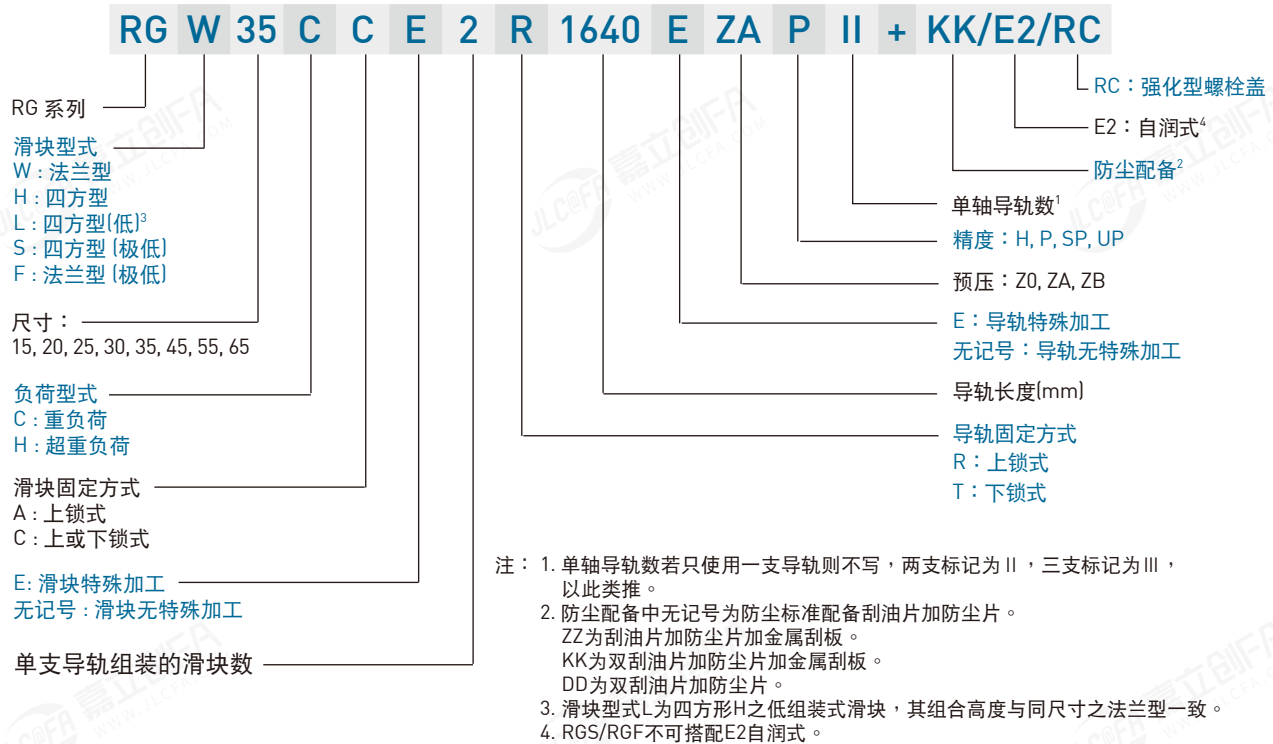 RG W 35 C C E 2 R 1640 E ZA P II + KK/E2/RC
RG 系列
滑块型式
W : 法兰型
H : 四方型
L : 四方型(低)³
S : 四方型 (极低)
F : 法兰型 (极低)
尺寸：
15, 20, 25, 30, 35, 45, 55, 65
负荷型式
C : 重负荷
H : 超重负荷
滑块固定方式
A : 上锁式
C : 上或下锁式
E: 滑块特殊加工
无记号 : 滑块无特殊加工
单支导轨组装的滑块数
RC：强化型螺栓盖
E2：自润式⁴
防尘配备²
单轴导轨数¹
精度：H, P, SP, UP
预压：Z0, ZA, ZB
E：导轨特殊加工
无记号：导轨无特殊加工
导轨长度(mm)
导轨固定方式
R：上锁式
T：下锁式
注： 1. 单轴导轨数若只使用一支导轨则不写，两支标记为 II ，三支标记为 III ，
以此类推。
2. 防尘配备中无记号为防尘标准配备刮油片加防尘片。
ZZ为刮油片加防尘片加金属刮板。
KK为双刮油片加防尘片加金属刮板。
DD为双刮油片加防尘片。
3. 滑块型式L为四方形H之低组装式滑块，其组合高度与同尺寸之法兰型一致。
4. RGS/RGF不可搭配E2自润式。
JLC@FA 嘉立创FA
WWW.JLCFA.COM